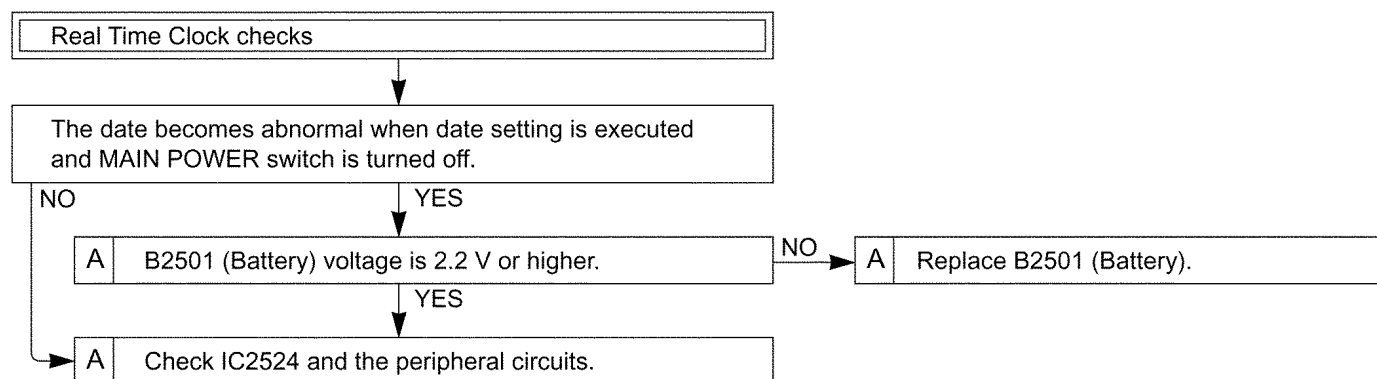 Real Time Clock checks
The date becomes abnormal when date setting is executed
and MAIN POWER switch is turned off.
NO
YES
A B2501 (Battery) voltage is 2.2 V or higher.
NO
A Replace B2501 (Battery).
YES
A Check IC2524 and the peripheral circuits.